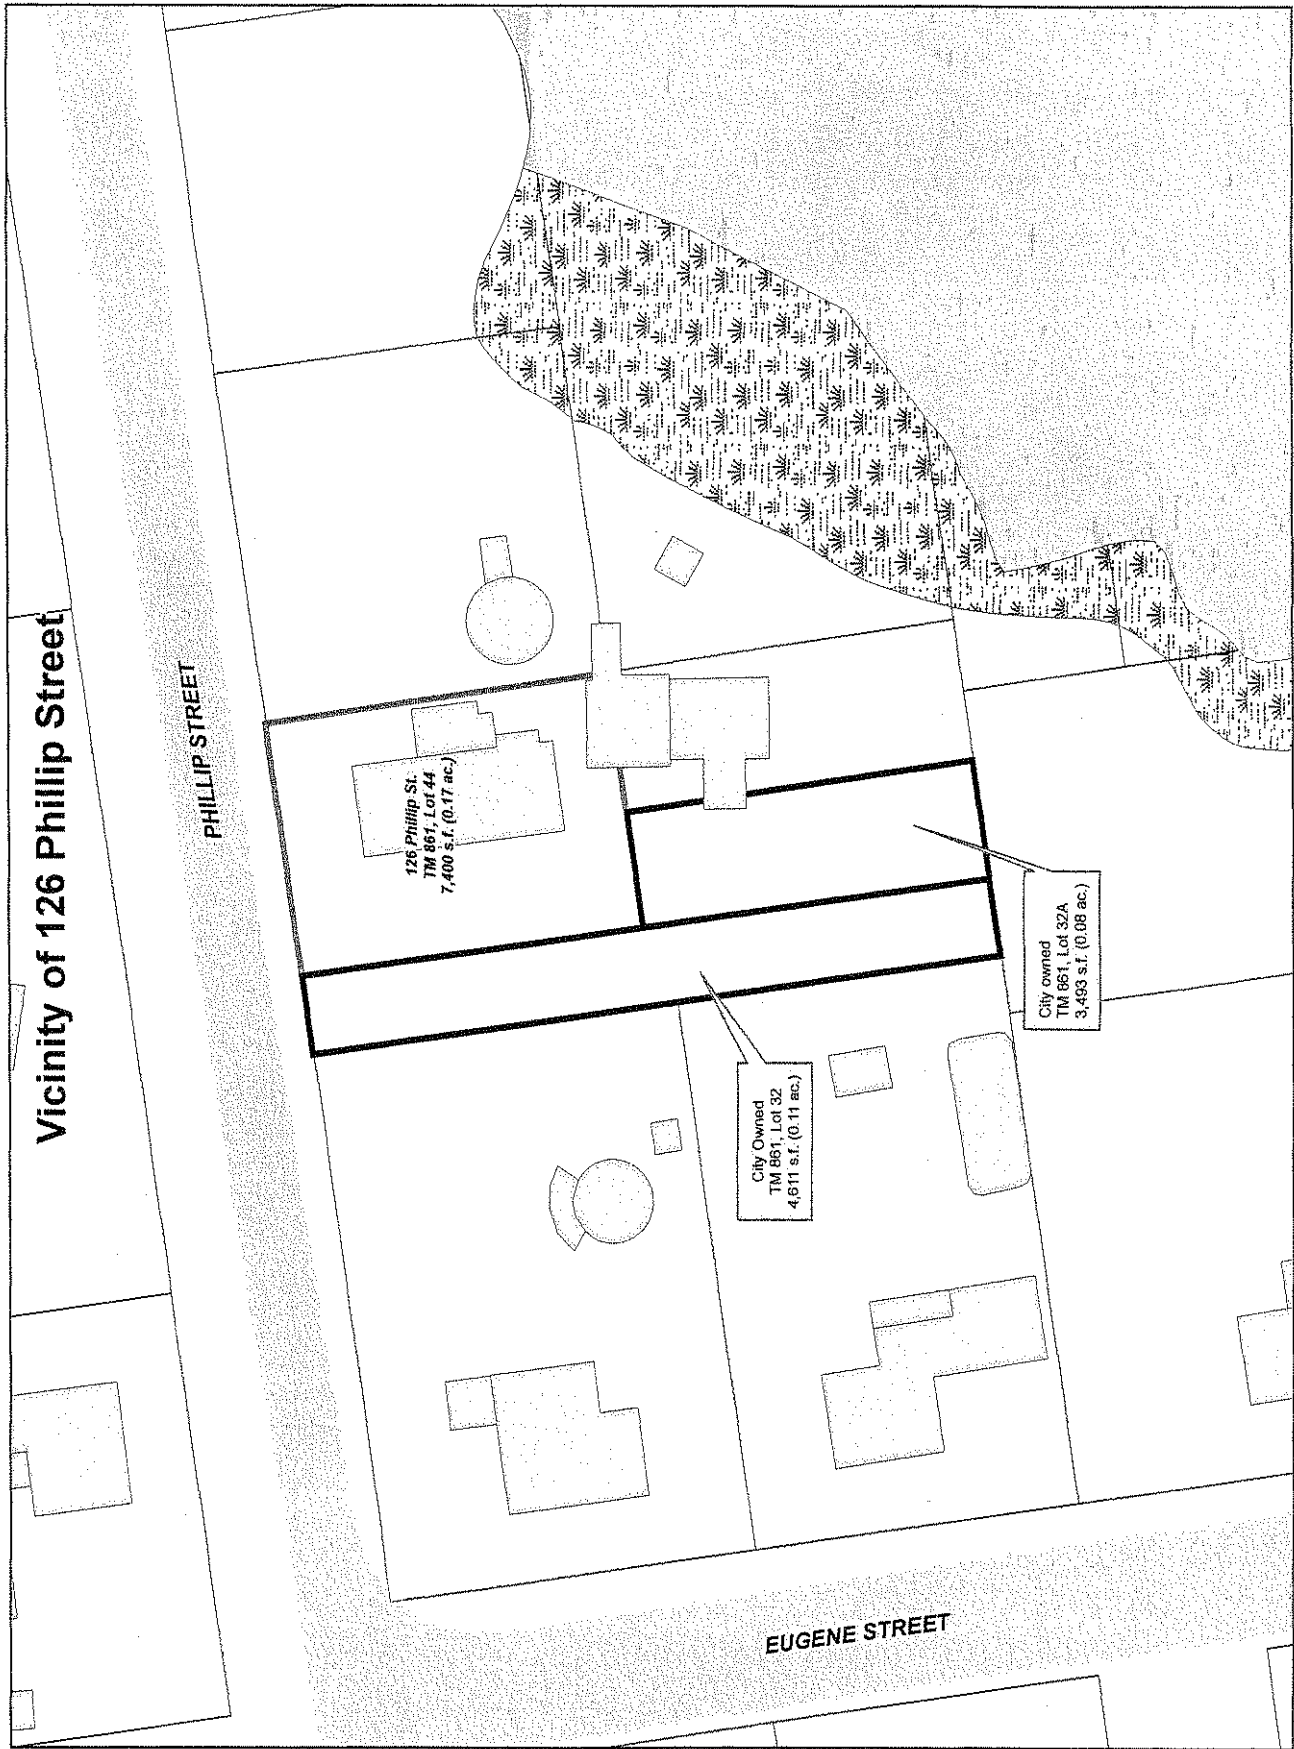 Vicinity of 126 Phillip Street
PHILLIP STREET
126 Phillip St.
TM 861, Lot 44
7,400 s.f. (0.17 ac.)
City Owned
TM 861, Lot 32
4,611 s.f. (0.11 ac.)
City owned
TM 861, Lot 32A
3,493 s.f. (0.08 ac.)
EUGENE STREET